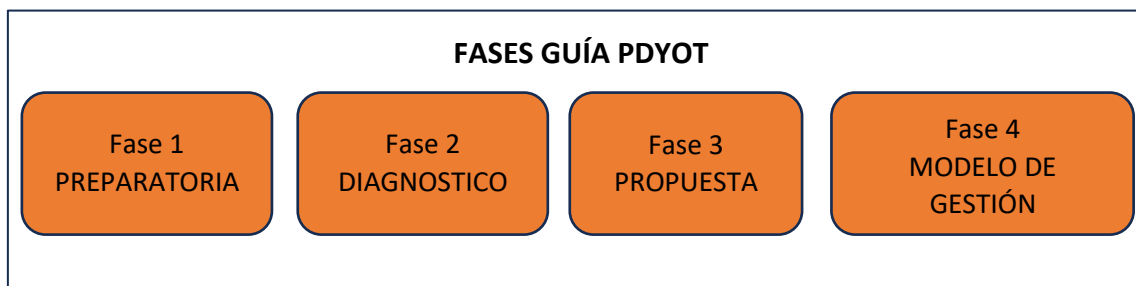 FASES GUÍA PDYOT
Fase 1
PREPARATORIA
Fase 2
DIAGNOSTICO
Fase 3
PROPUESTA
Fase 4
MODELO DE
GESTIÓN